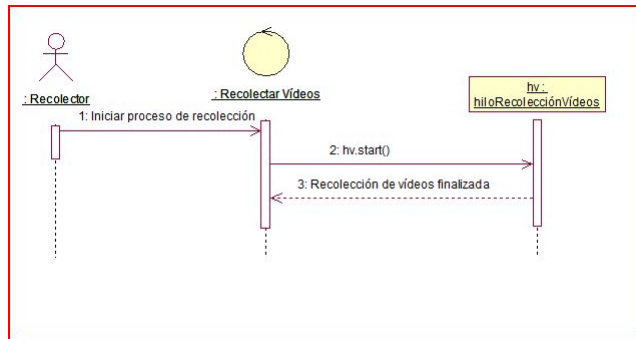 : Recolector
: Recolectar Vídeos
hv :
hiloRecolecciónVídeos
1: Iniciar proceso de recolección
2: hv.start()
3: Recolección de vídeos finalizada